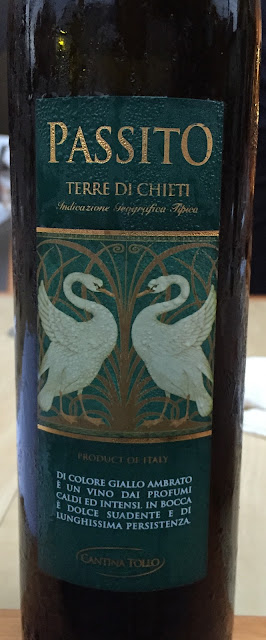 PASSITO
TERRE DI CHIETI
Indicazione Geografica Tipica
PRODUCT OF ITALY
DI COLORE GIALLO AMBRATO
È UN VINO DAI PROFUMI
CALDI ED INTENSI. IN BOCCA
È DOLCE SUADENTE E DI
LUNGHISSIMA PERSISTENZA.
CANTINA TOLLO